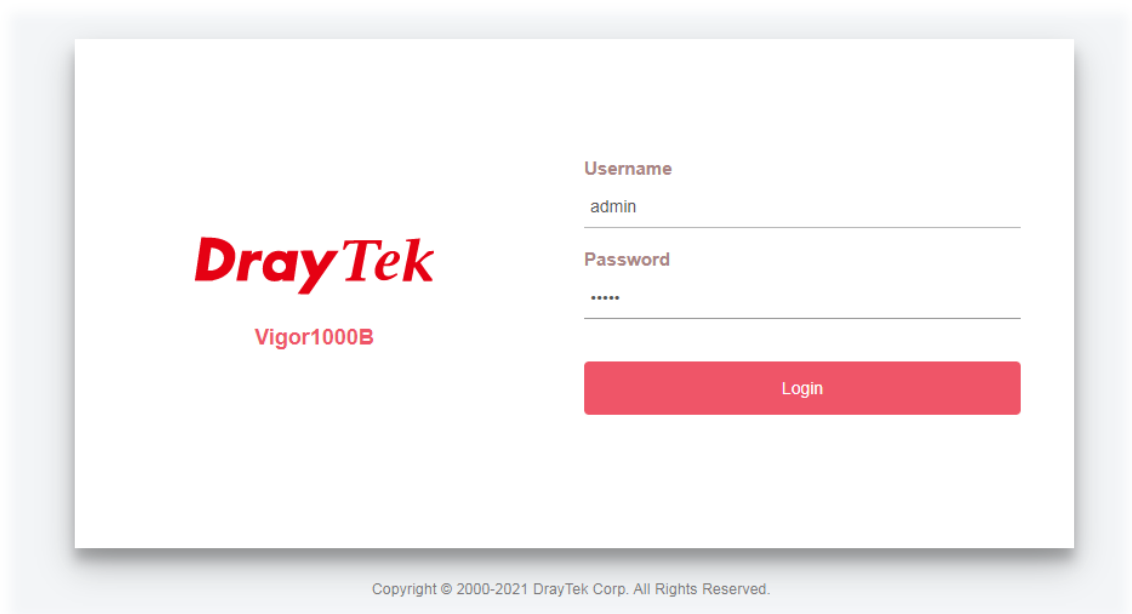 Username
admin
Password
•••••
DrayTek
Vigor1000B
Login
Copyright © 2000-2021 DrayTek Corp. All Rights Reserved.